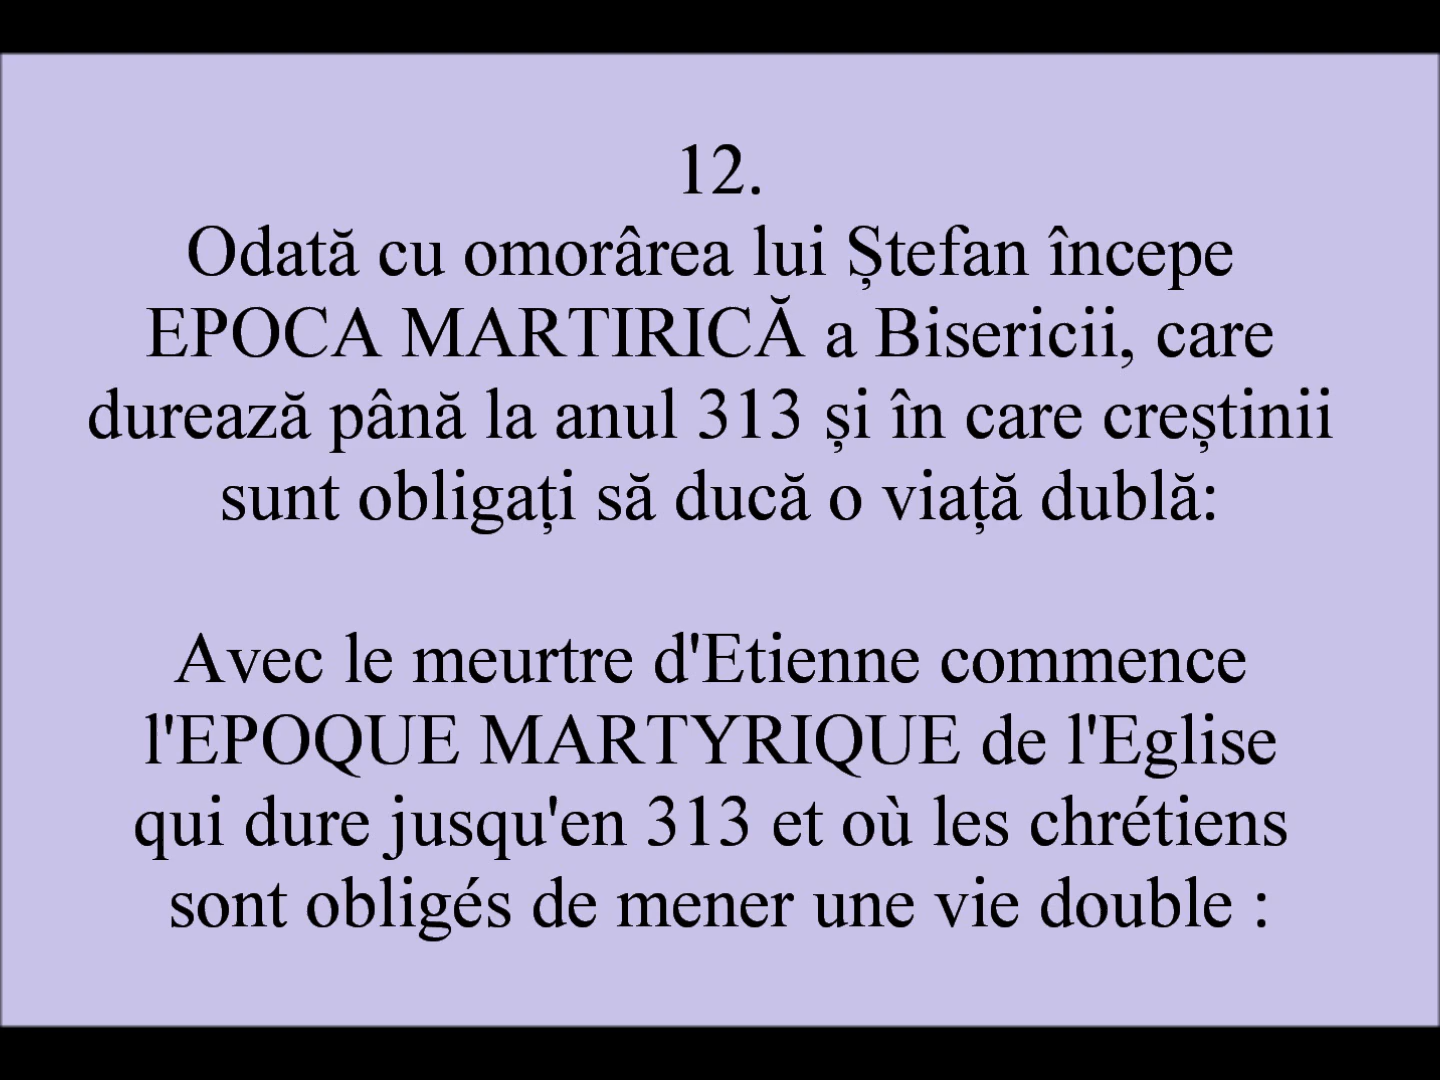 12.
Odată cu omorârea lui Ștefan începe
EPOCA MARTIRICĂ a Bisericii, care
durează până la anul 313 și în care creștinii
sunt obligați să ducă o viață dublă:
Avec le meurtre d'Etienne commence
l'EPOQUE MARTYRIQUE de l'Eglise
qui dure jusqu'en 313 et où les chrétiens
sont obligés de mener une vie double :